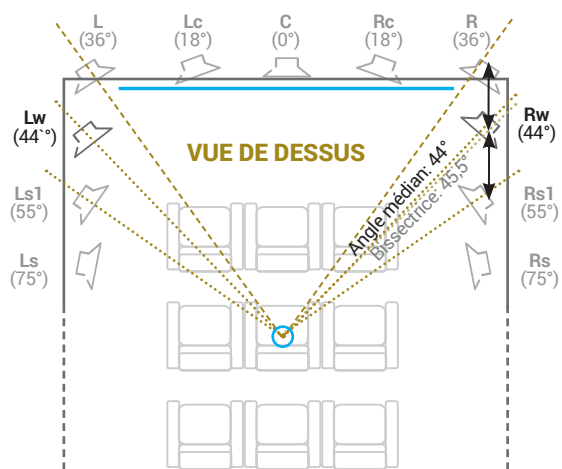 L
(36°)
Lc
(18°)
C
(0°)
Rc
(18°)
R
(36°)
Lw
(44`°)
Rw
(44°)
VUE DE DESSUS
Angle médian: 44°
Bissectrice: 45,5°
Ls1
(55°)
Rs1
(55°)
Ls
(75°)
Rs
(75°)